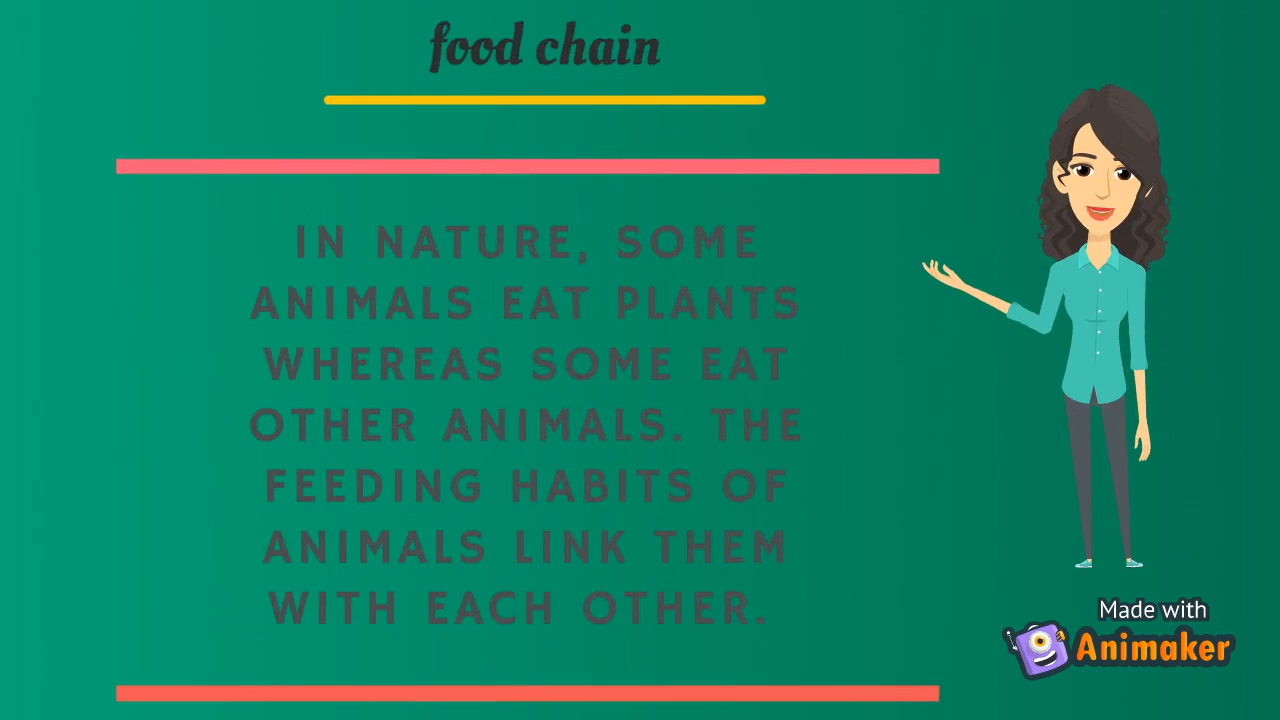 food chain
IN NATURE, SOME
ANIMALS EAT PLANTS
WHEREAS SOME EAT
OTHER ANIMALS. THE
FEEDING HABITS OF
ANIMALS LINK THEM
WITH EACH OTHER.
Made with
Animaker